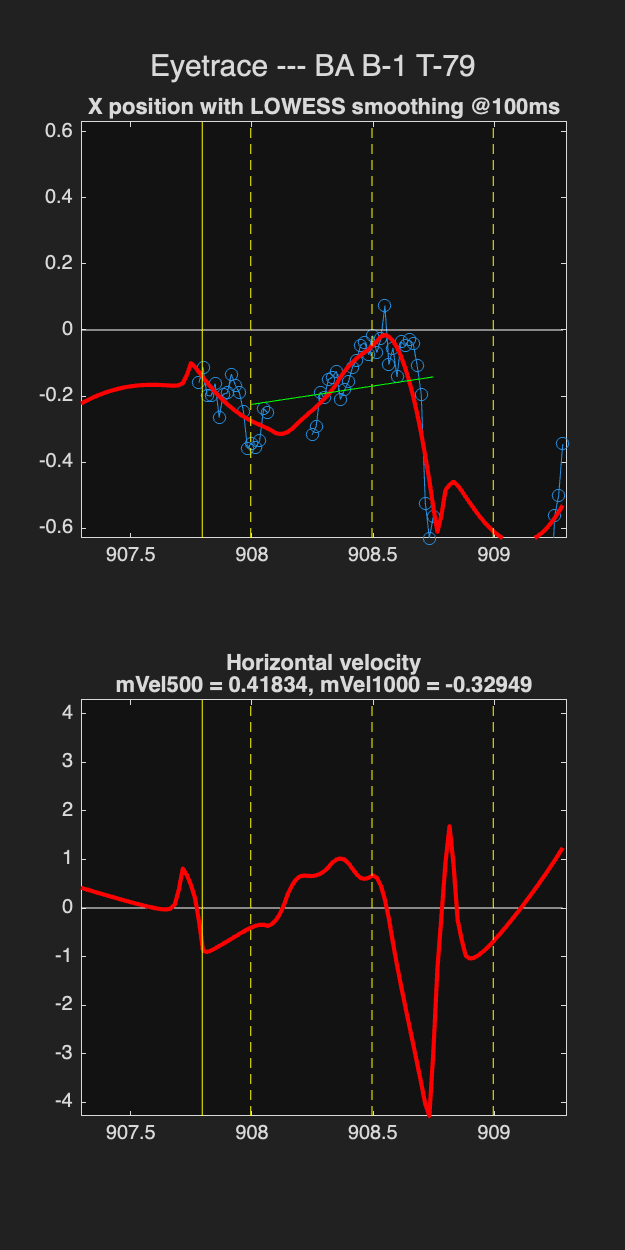 Eyetrace --- BA B-1 T-79
X position with LOWESS smoothing @100ms
0.6
0.4
0.2
0
-0.2
-0.4
-0.6
907.5 908 908.5 909
Horizontal velocity
mVel500 = 0.41834, mVel1000 = -0.32949
4
3
2
1
0
-1
-2
-3
-4
907.5 908 908.5 909